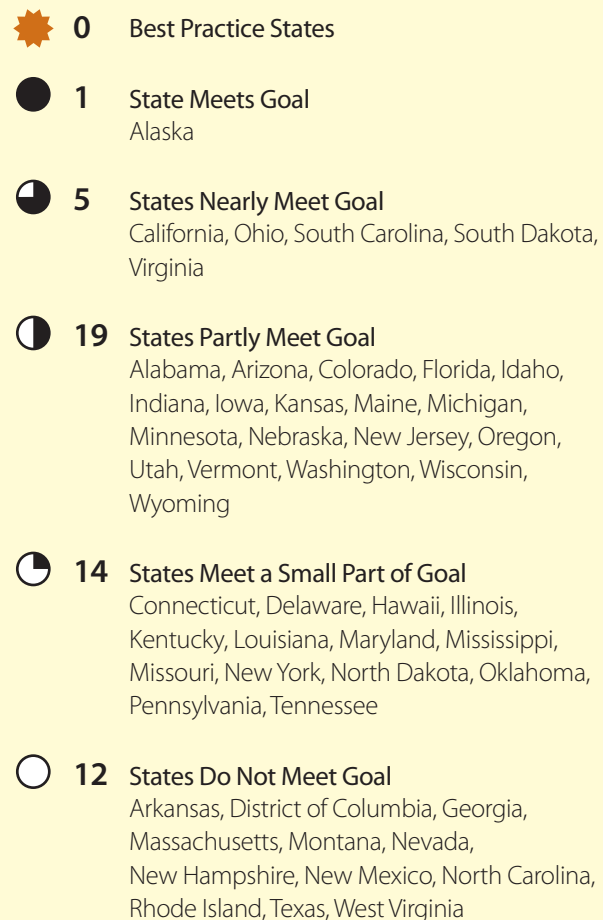 0 Best Practice States
1 State Meets Goal
Alaska
5 States Nearly Meet Goal
California, Ohio, South Carolina, South Dakota,
Virginia
19 States Partly Meet Goal
Alabama, Arizona, Colorado, Florida, Idaho,
Indiana, Iowa, Kansas, Maine, Michigan,
Minnesota, Nebraska, New Jersey, Oregon,
Utah, Vermont, Washington, Wisconsin,
Wyoming
14 States Meet a Small Part of Goal
Connecticut, Delaware, Hawaii, Illinois,
Kentucky, Louisiana, Maryland, Mississippi,
Missouri, New York, North Dakota, Oklahoma,
Pennsylvania, Tennessee
12 States Do Not Meet Goal
Arkansas, District of Columbia, Georgia,
Massachusetts, Montana, Nevada,
New Hampshire, New Mexico, North Carolina,
Rhode Island, Texas, West Virginia